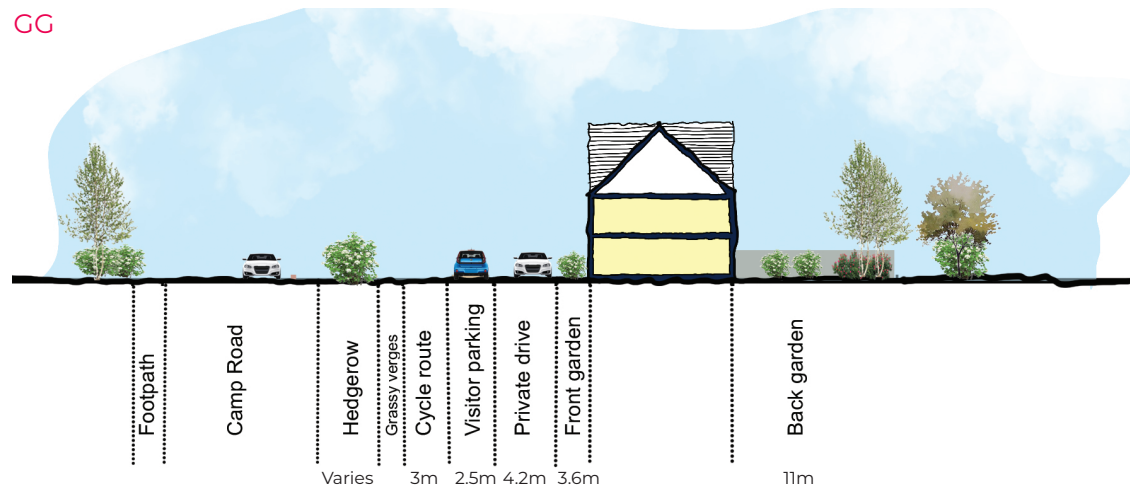 GG
Footpath
Camp Road
Hedgerow
Grassy verges
Cycle route
Visitor parking
Private drive
Front garden
Back garden
Varies
3m
2.5m
4.2m
3.6m
11m